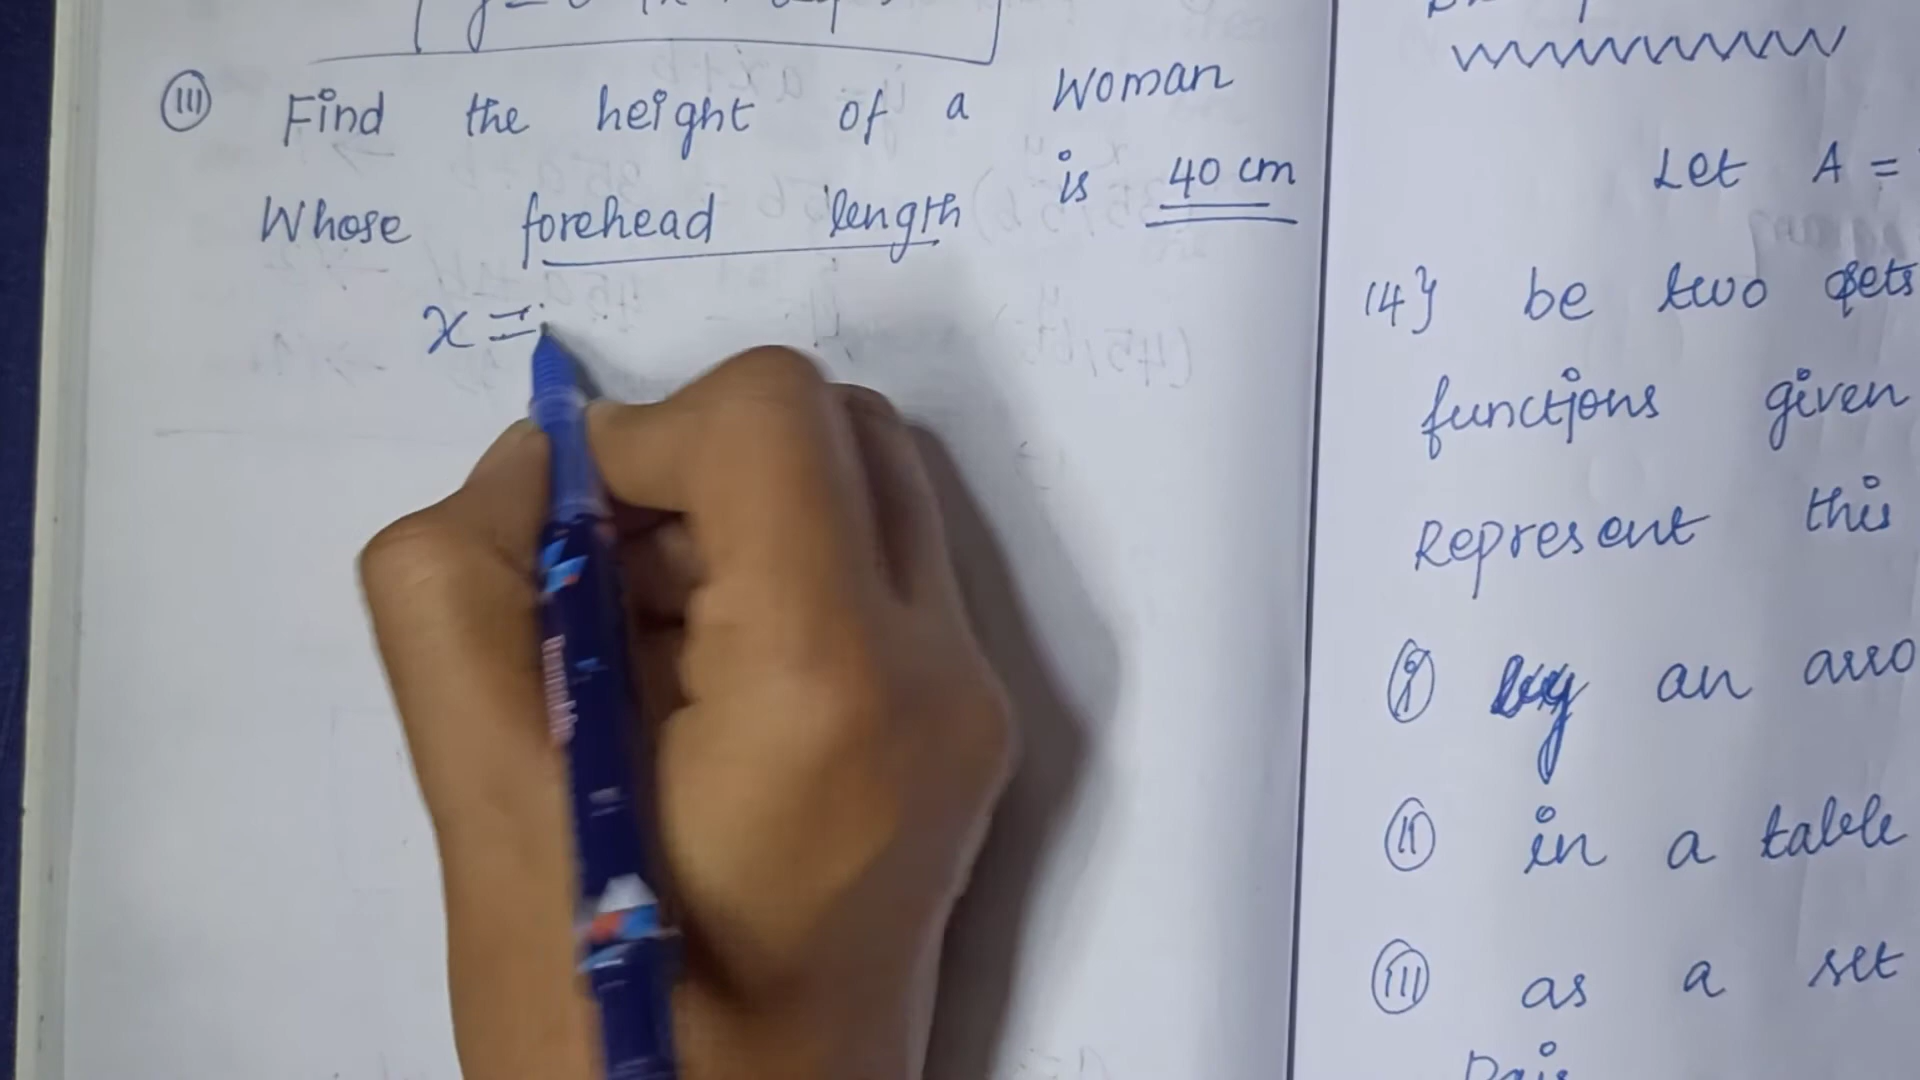 (iii) Find the height of a Woman
Whose forehead length is 40 cm
x =
Let A =
14} be two sets
functions given
Represent this
(i) by an arro
(ii) in a table
(iii) as a set